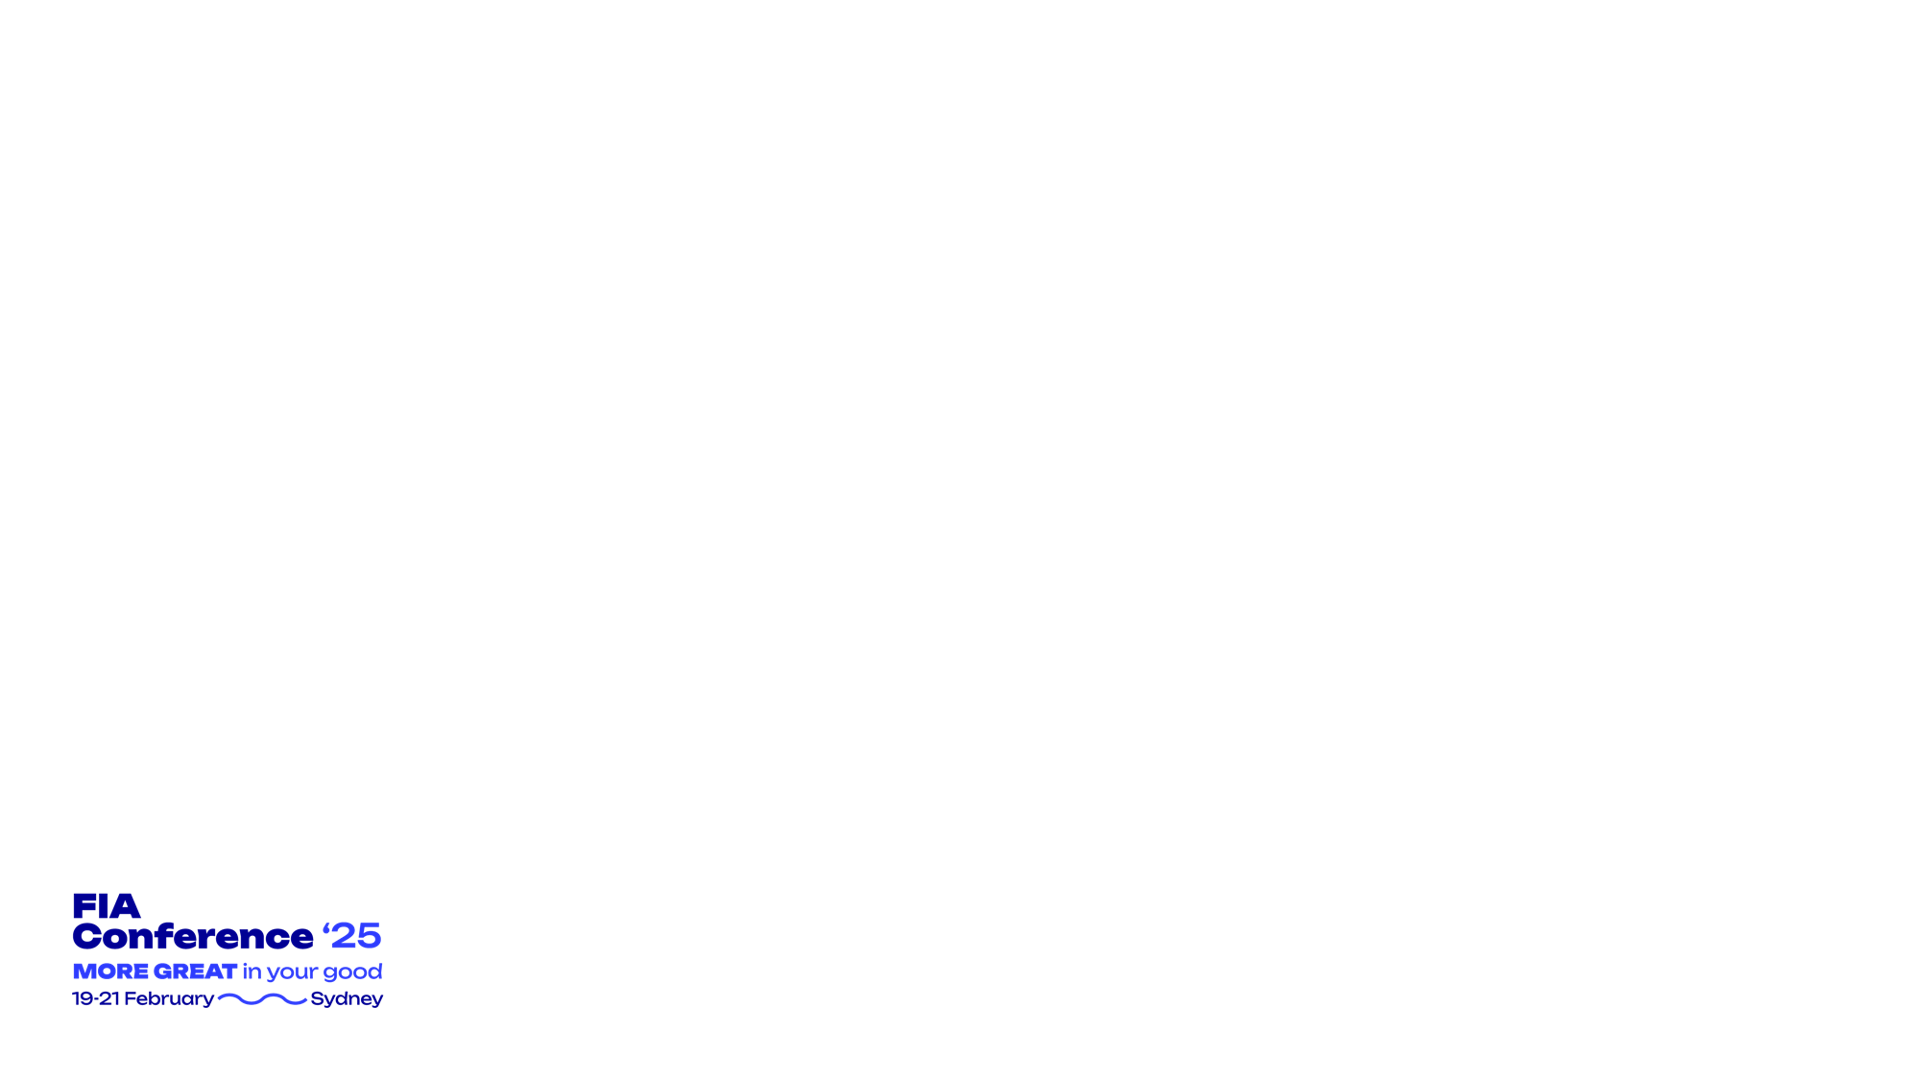 FIA
Conference ‘25
MORE GREAT in your good
19-21 February Sydney